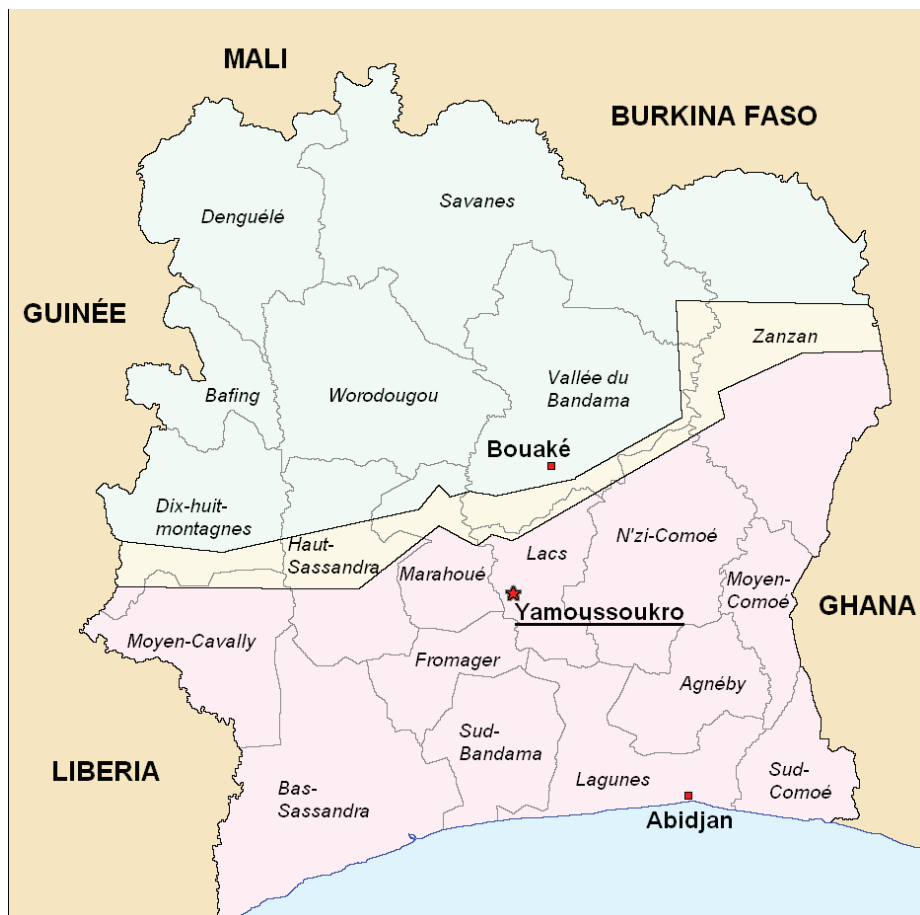 MALI
BURKINA FASO
Denguélé
Savanes
GUINÉE
Zanzan
Bafing
Worodougou
Vallée du
Bandama
Bouaké
Dix-huit-
montagnes
Haut-
Sassandra
Marahoué
Lacs
N'zi-Comoé
Moyen-
Comoé
Yamoussoukro
GHANA
Moyen-Cavally
Fromager
Agnéby
Sud-
Bandama
LIBERIA
Bas-
Sassandra
Lagunes
Sud-
Comoé
Abidjan